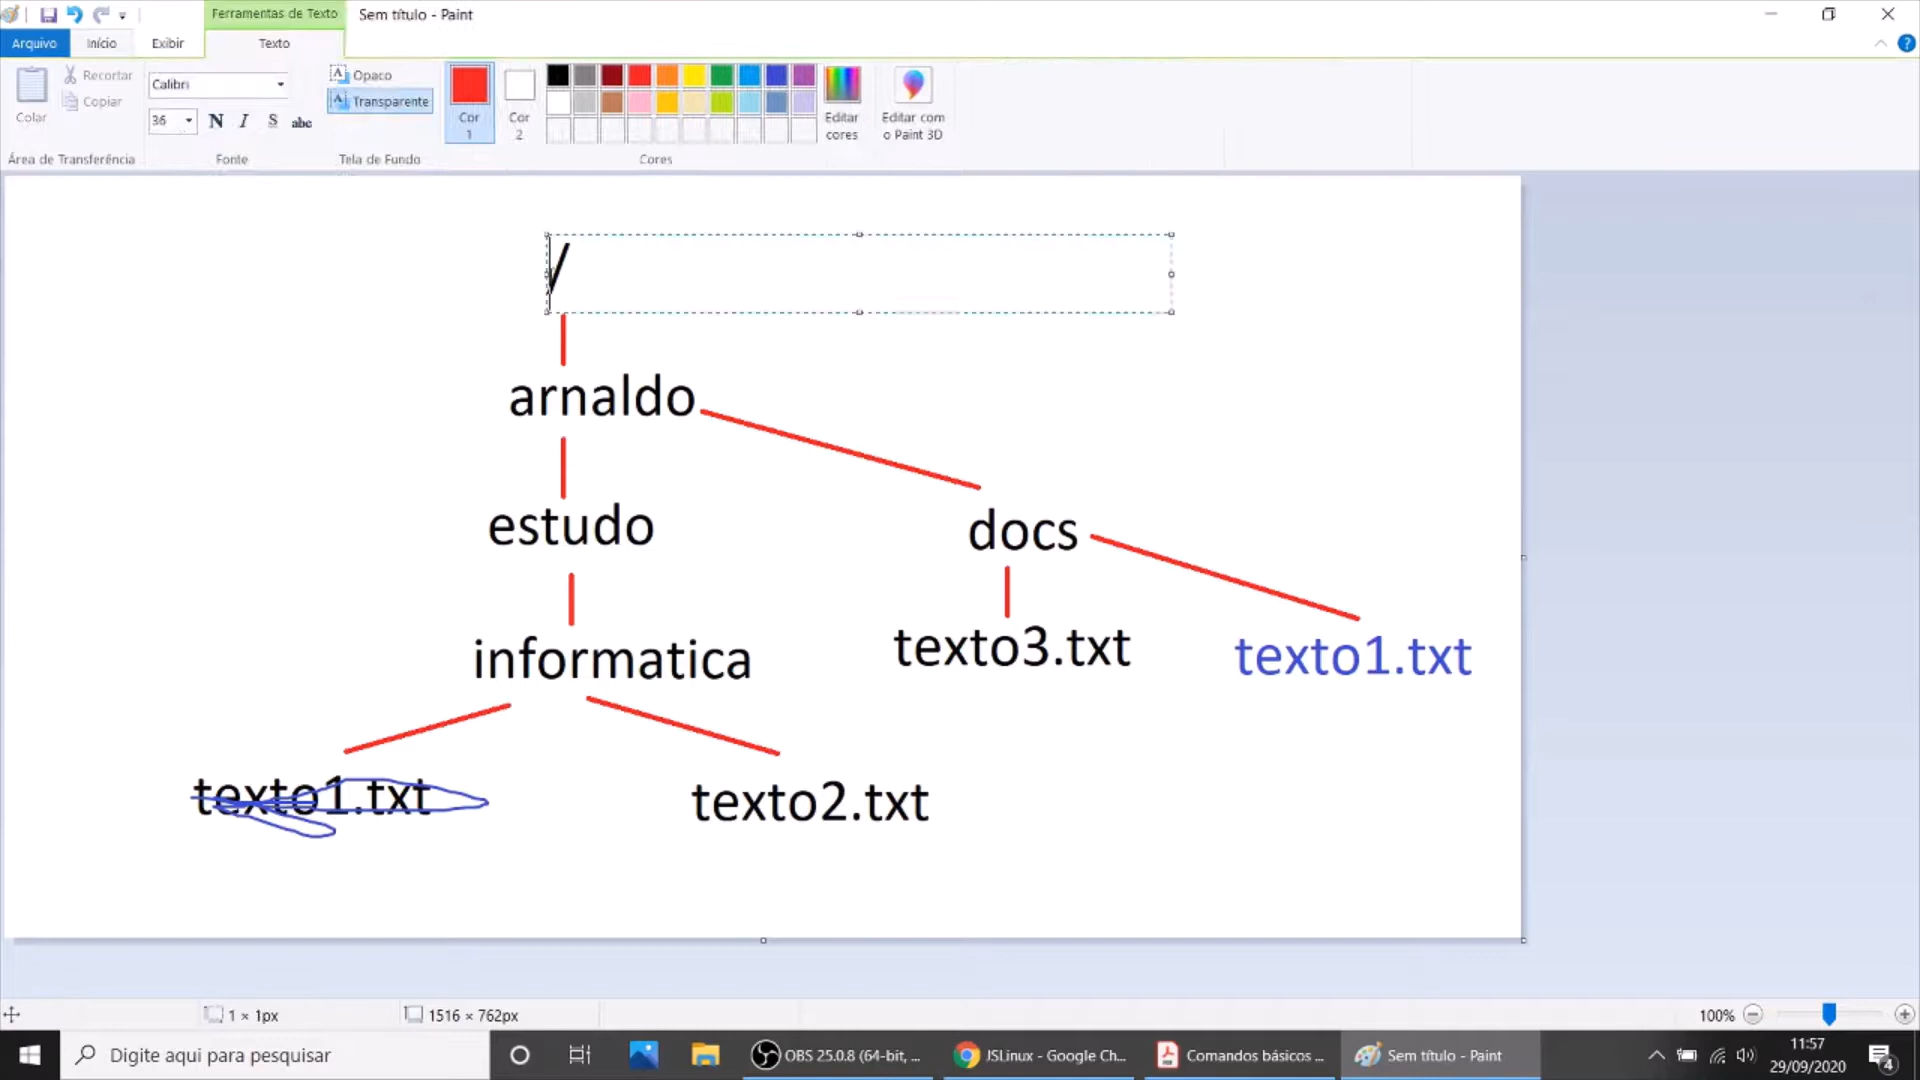 Ferramentas de Texto
Sem título - Paint
Arquivo
Início
Exibir
Texto
Colar
Recortar
Copiar
Área de Transferência
Calibri
36
N I S abc
Fonte
Opaco
Transparente
Tela de Fundo
Cor 1
Cor 2
Editar cores
Editar com o Paint 3D
Cores
/
arnaldo
estudo
docs
informatica
texto3.txt
texto1.txt
texto1.txt
texto2.txt
1 × 1px
1516 × 762px
100%
Digite aqui para pesquisar
OBS 25.0.8 (64-bit, ...
JSLinux - Google Ch...
Comandos básicos ...
Sem título - Paint
11:57
29/09/2020
4